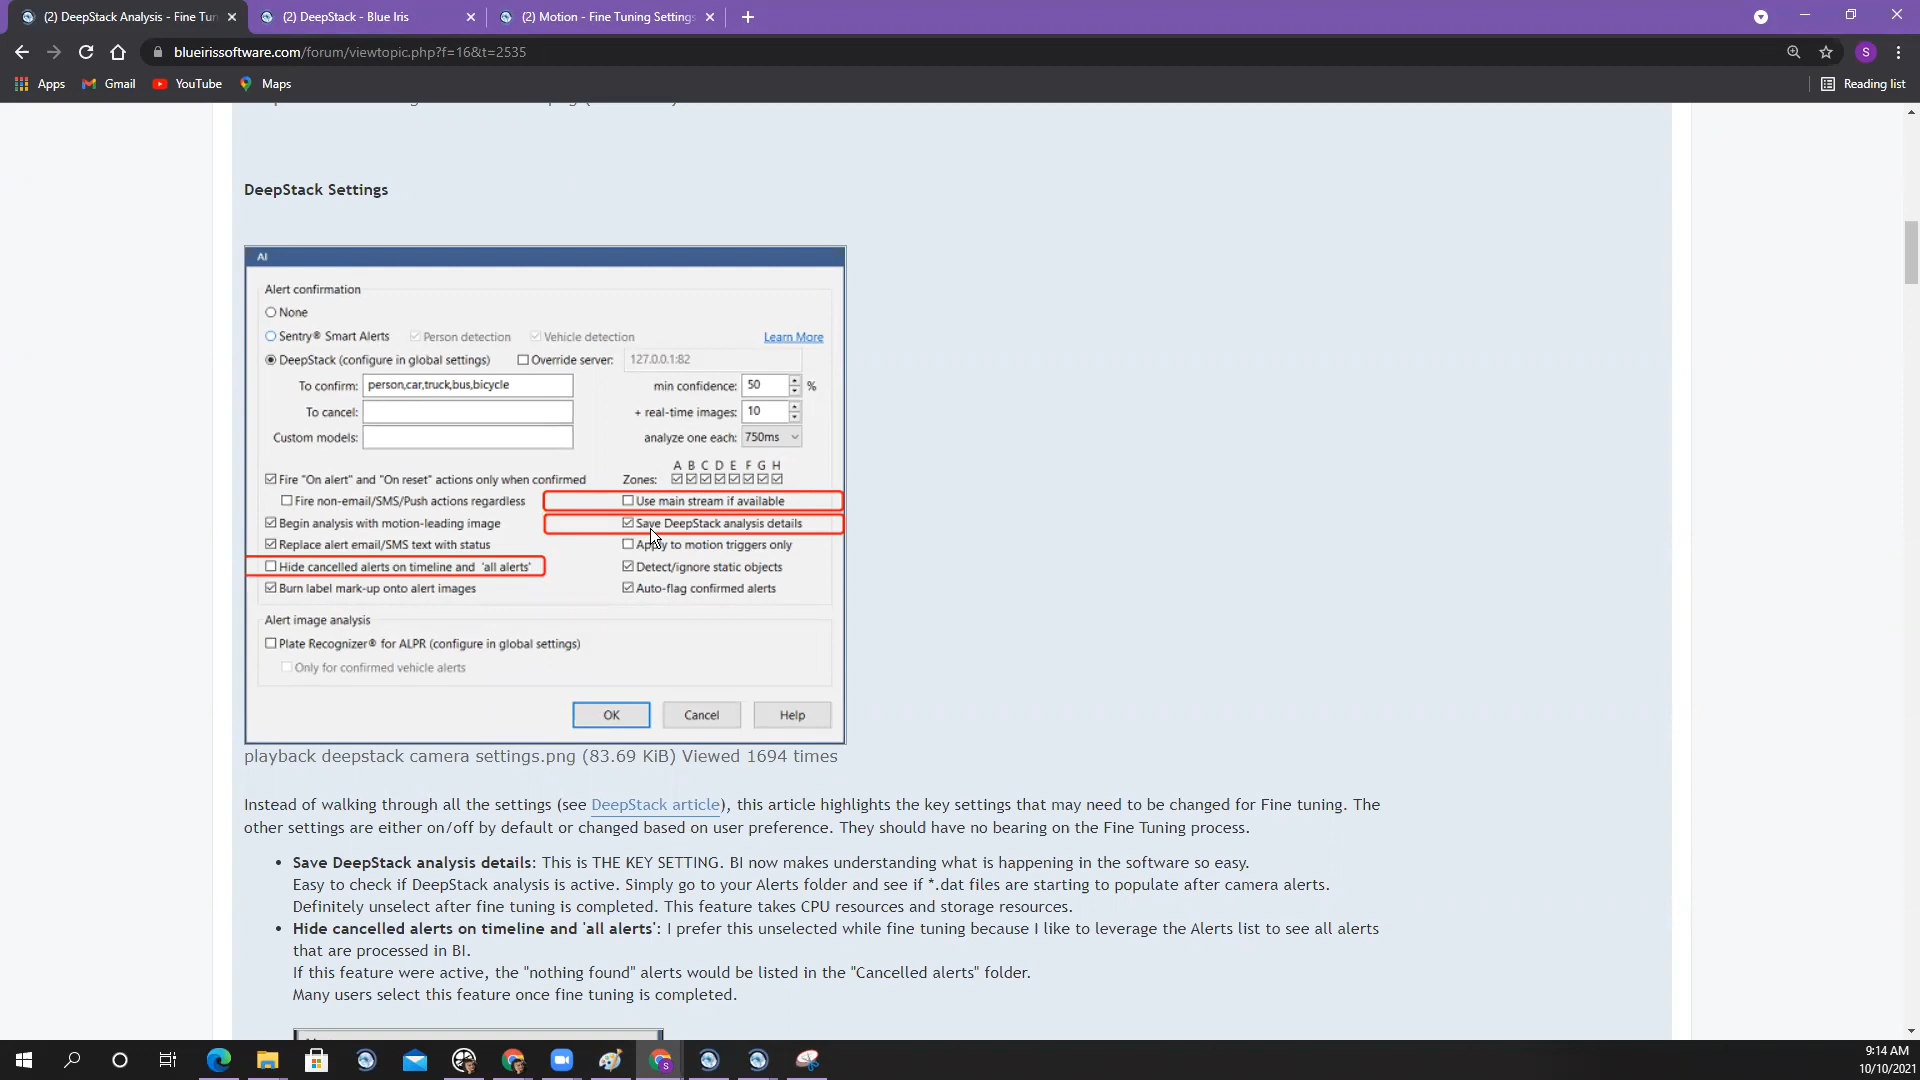 (2) DeepStack Analysis - Fine Tun
(2) DeepStack - Blue Iris
(2) Motion - Fine Tuning Settings
blueirissoftware.com/forum/viewtopic.php?f=16&t=2535
S
Apps
Gmail
YouTube
Maps
Reading list
DeepStack Settings
AI
Alert confirmation
None
Sentry® Smart Alerts Person detection Vehicle detection Learn More
DeepStack (configure in global settings) Override server: 127.0.0.1:82
To confirm: person,car,truck,bus,bicycle min confidence: 50 %
To cancel: + real-time images: 10
Custom models: analyze one each: 750ms
A B C D E F G H
Fire "On alert" and "On reset" actions only when confirmed Zones:
Fire non-email/SMS/Push actions regardless Use main stream if available
Begin analysis with motion-leading image Save DeepStack analysis details
Replace alert email/SMS text with status Apply to motion triggers only
Hide cancelled alerts on timeline and 'all alerts' Detect/ignore static objects
Burn label mark-up onto alert images Auto-flag confirmed alerts
Alert image analysis
Plate Recognizer® for ALPR (configure in global settings)
Only for confirmed vehicle alerts
OK Cancel Help
playback deepstack camera settings.png (83.69 KiB) Viewed 1694 times
Instead of walking through all the settings (see DeepStack article), this article highlights the key settings that may need to be changed for Fine tuning. The
other settings are either on/off by default or changed based on user preference. They should have no bearing on the Fine Tuning process.
• Save DeepStack analysis details: This is THE KEY SETTING. BI now makes understanding what is happening in the software so easy.
Easy to check if DeepStack analysis is active. Simply go to your Alerts folder and see if *.dat files are starting to populate after camera alerts.
Definitely unselect after fine tuning is completed. This feature takes CPU resources and storage resources.
• Hide cancelled alerts on timeline and 'all alerts': I prefer this unselected while fine tuning because I like to leverage the Alerts list to see all alerts
that are processed in BI.
If this feature were active, the "nothing found" alerts would be listed in the "Cancelled alerts" folder.
Many users select this feature once fine tuning is completed.
9:14 AM
10/10/2021